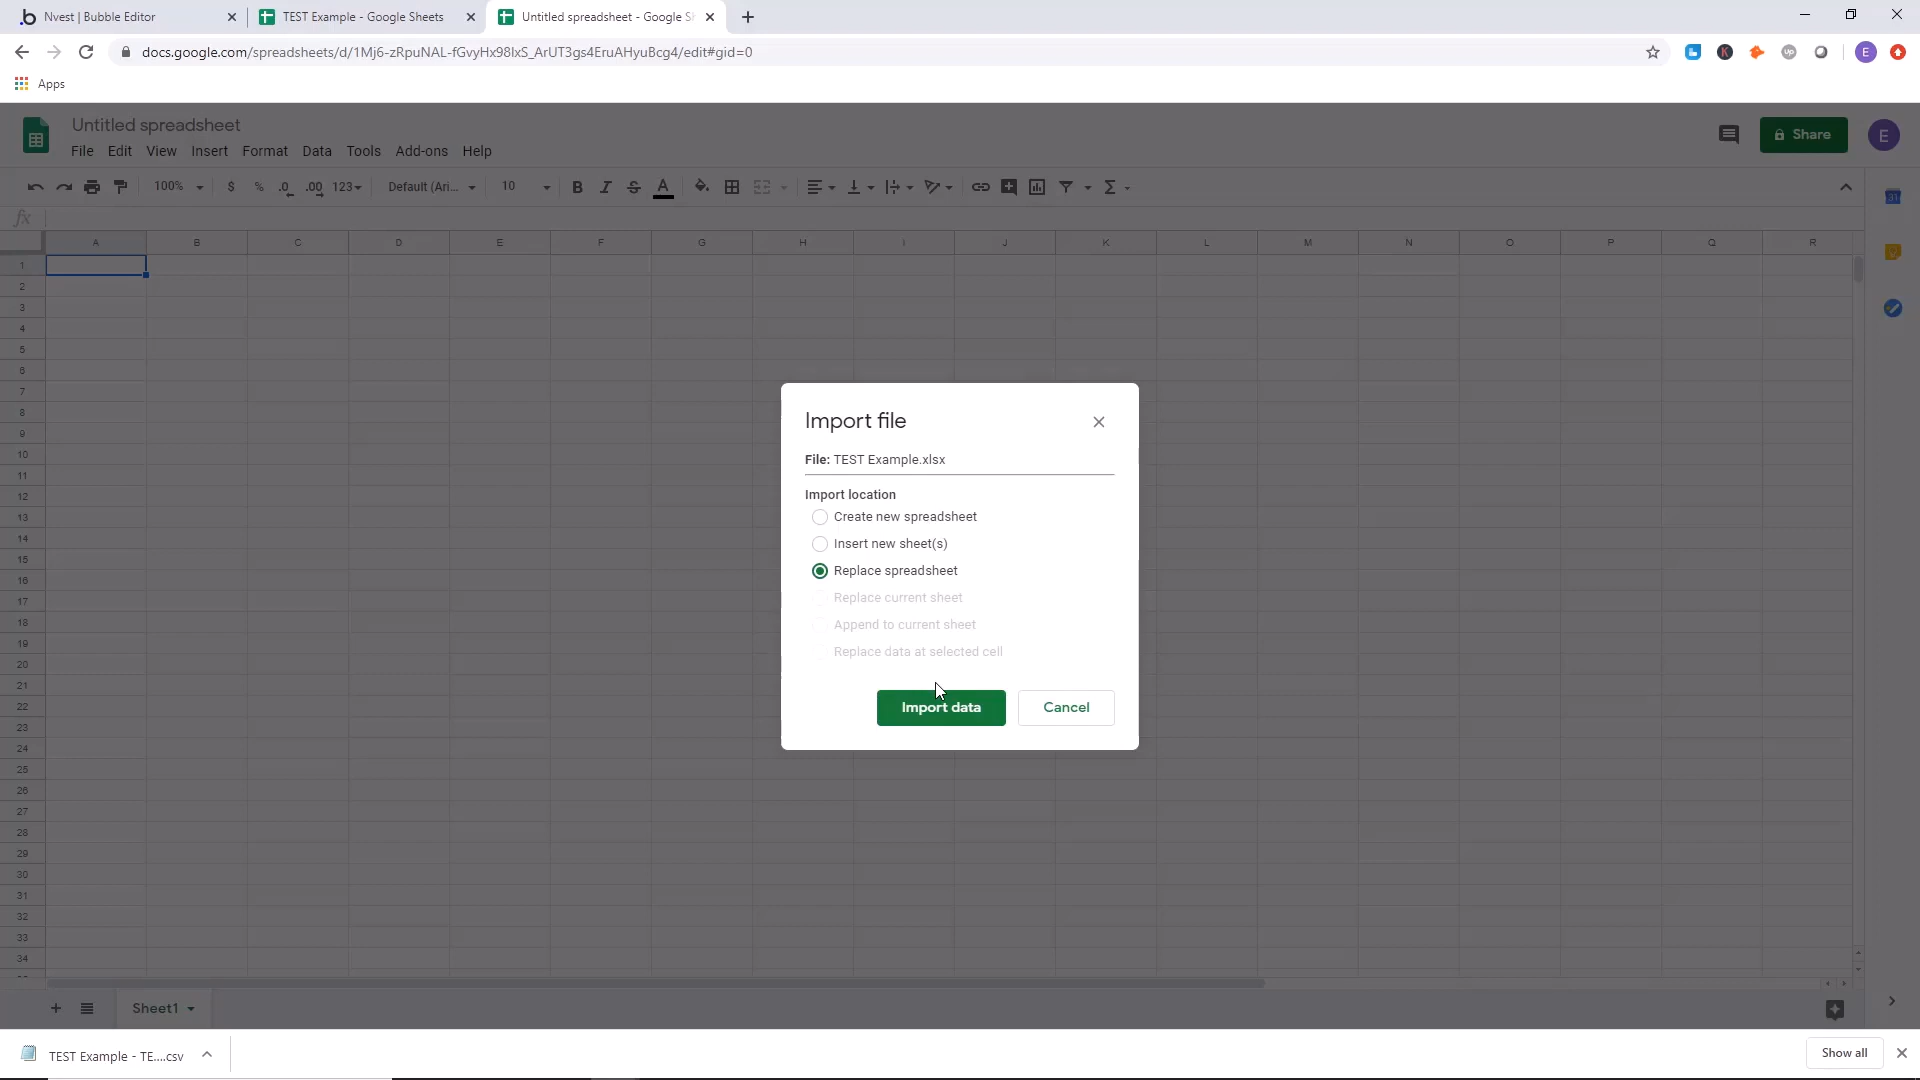 Nvest | Bubble Editor
TEST Example - Google Sheets
Untitled spreadsheet - Google Sh
docs.google.com/spreadsheets/d/1Mj6-zRpuNAL-fGvyHx98IxS_ArUT3gs4EruAHyuBcg4/edit#gid=0
E
Apps
Untitled spreadsheet
File Edit View Insert Format Data Tools Add-ons Help
Share
E
100% $ % .0 .00 123 Default (Ari... 10 B I S A Σ
fx
A B C D E F G H I J K L M N O P Q R
1
2
3
4
5
6
7
8
9
10
11
12
13
14
15
16
17
18
19
20
21
22
23
24
25
26
27
28
29
30
31
32
33
34
Import file
File: TEST Example.xlsx
Import location
Create new spreadsheet
Insert new sheet(s)
Replace spreadsheet
Replace current sheet
Append to current sheet
Replace data at selected cell
Import data Cancel
Sheet1
TEST Example - TE....csv
Show all